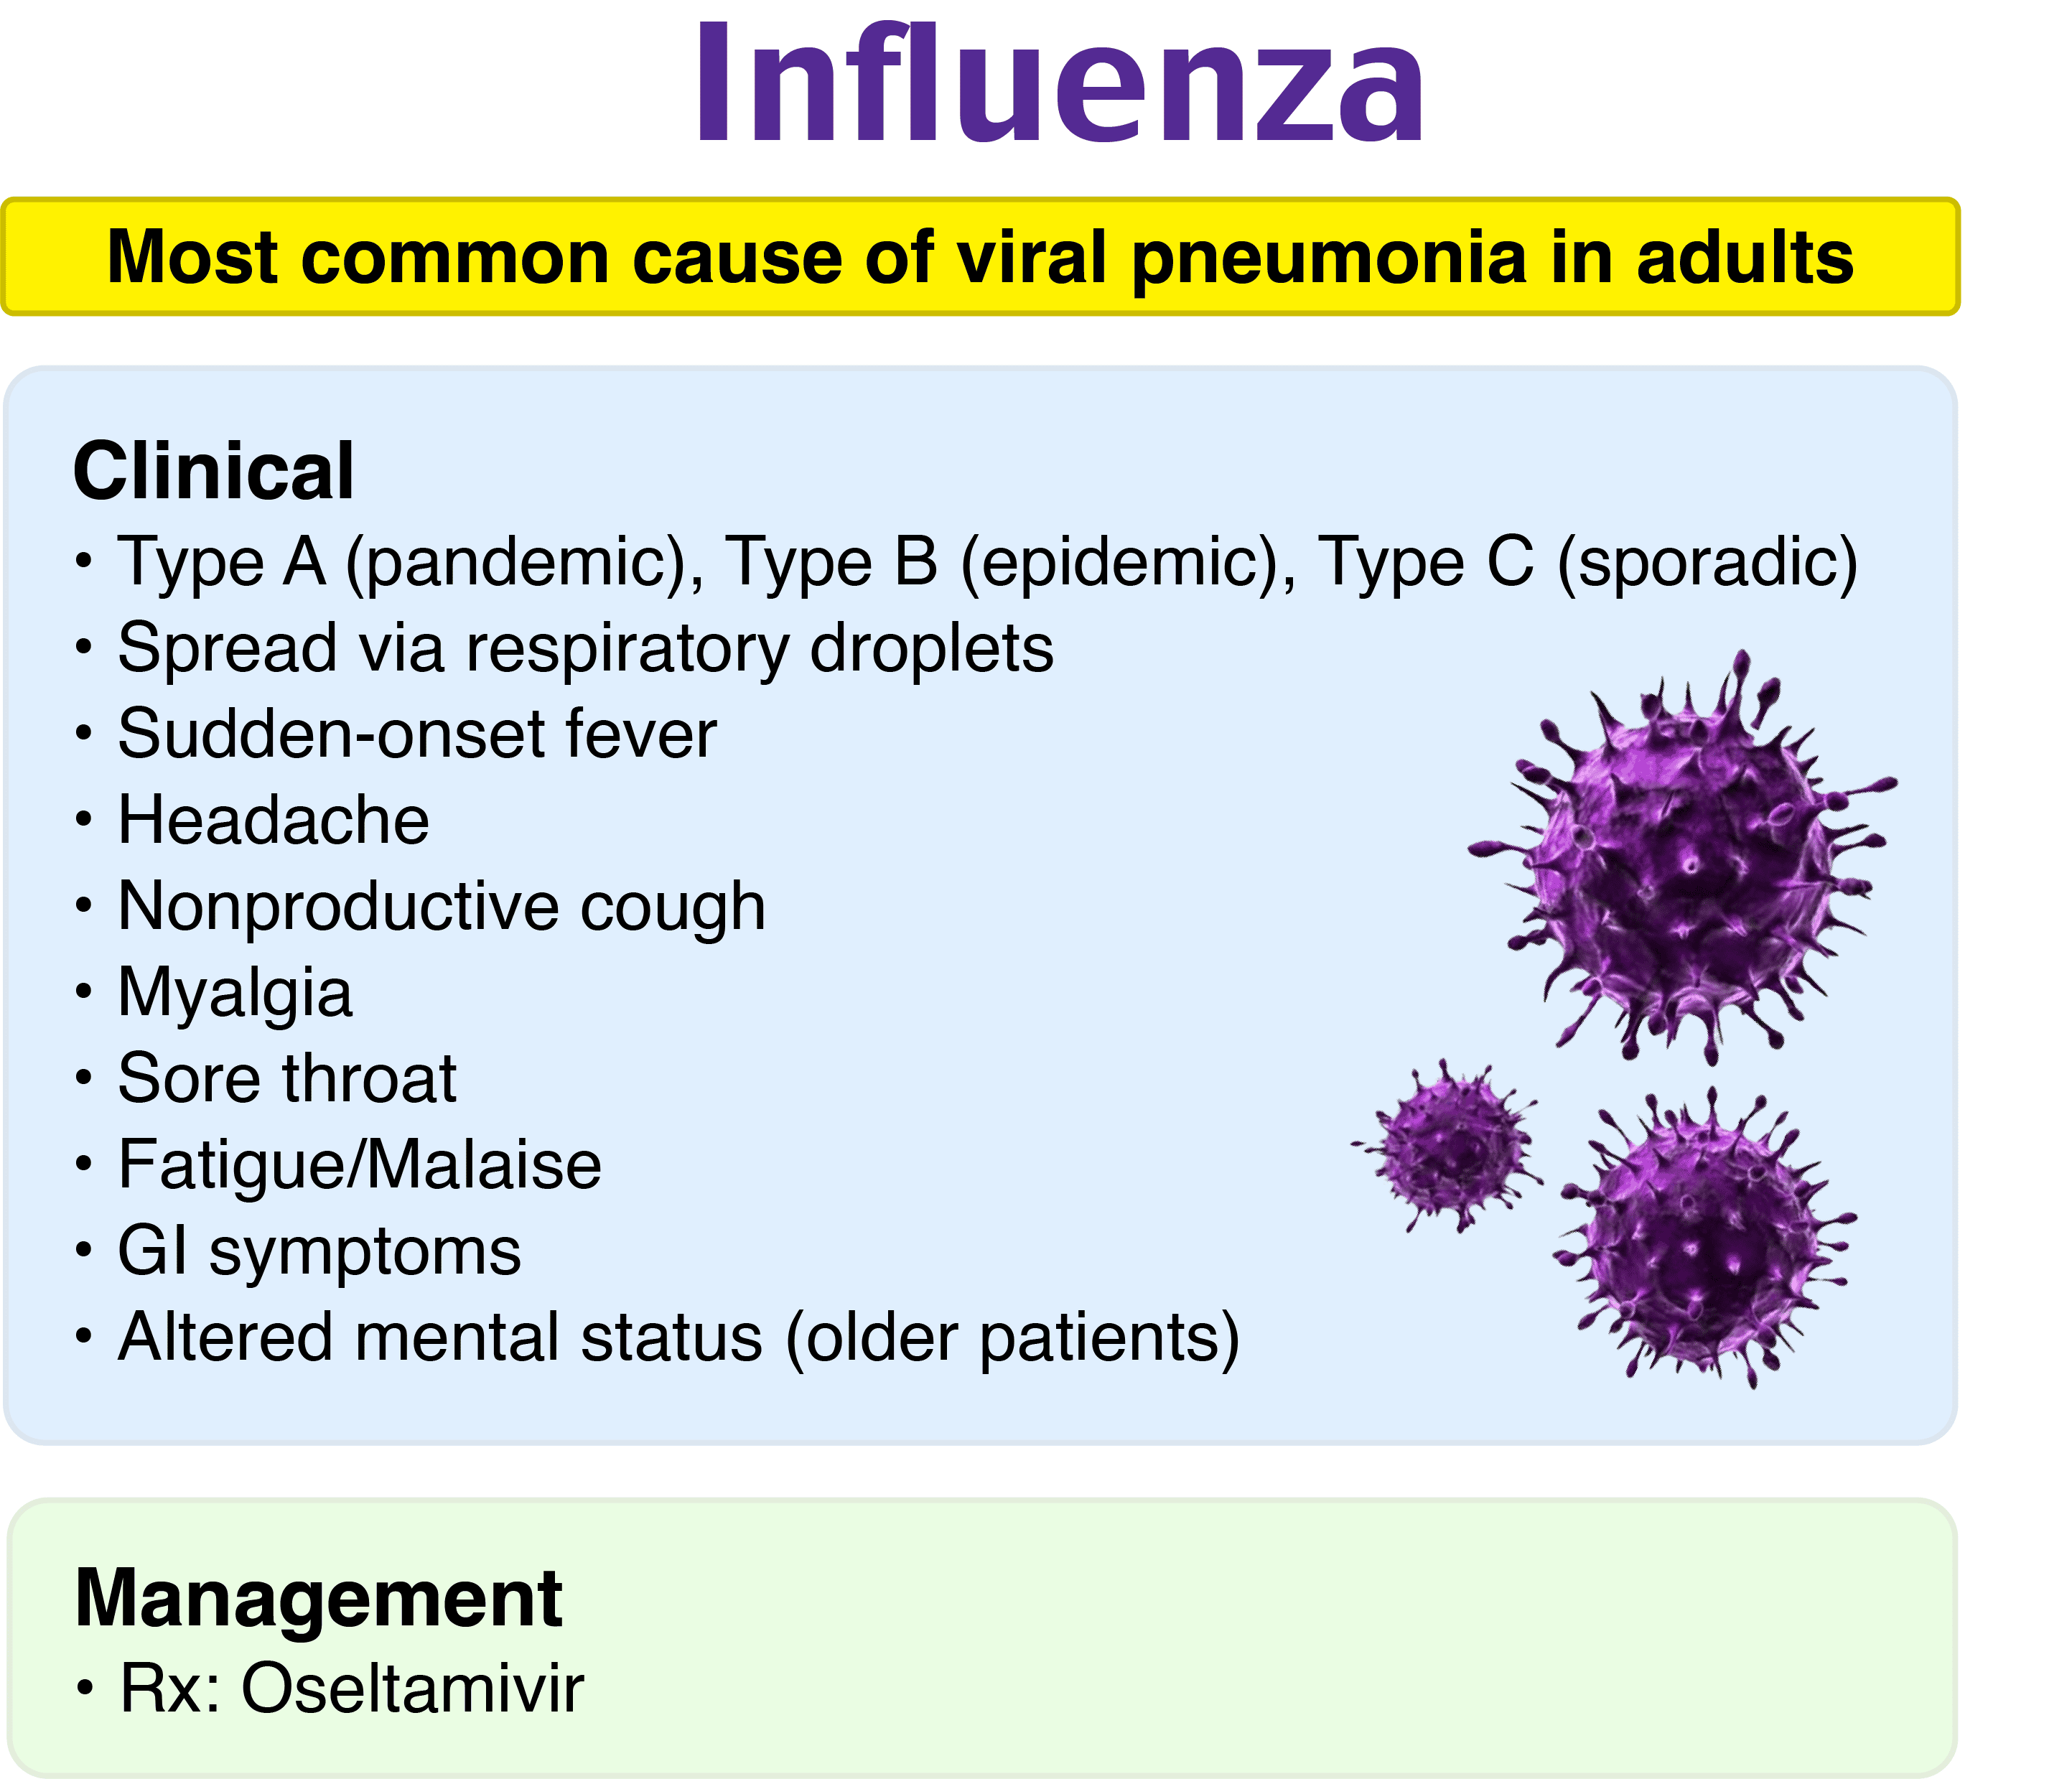 Influenza
Most common cause of viral pneumonia in adults
Clinical
• Type A (pandemic), Type B (epidemic), Type C (sporadic)
• Spread via respiratory droplets
• Sudden-onset fever
• Headache
• Nonproductive cough
• Myalgia
• Sore throat
• Fatigue/Malaise
• GI symptoms
• Altered mental status (older patients)
Management
• Rx: Oseltamivir